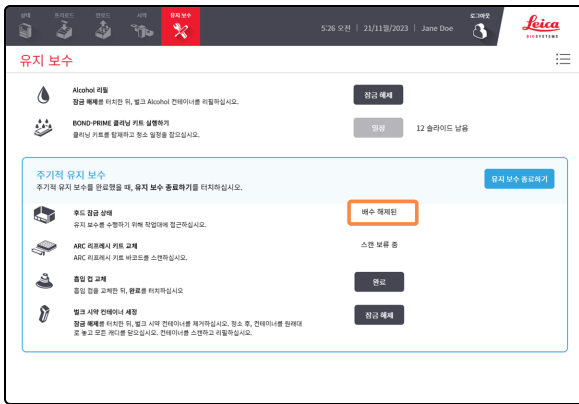 상태 프리로드 언로드 시약 유지 보수 5:26 오전 | 21/11월/2023 | Jane Doe 로그아웃 Leica
BIOSYSTEMS
유지 보수
Alcohol 리필
잠금 해제를 터치한 뒤, 벌크 Alcohol 컨테이너를 리필하십시오.
잠금 해제
BOND-PRIME 클리닝 키트 실행하기
클리닝 키트를 탑재하고 청소 일정을 잡으십시오.
일정 12 슬라이드 남음
주기적 유지 보수
주기적 유지 보수를 완료했을 때, 유지 보수 종료하기를 터치하십시오.
유지 보수 종료하기
후드 잠금 상태
유지 보수를 수행하기 위해 작업대에 접근하십시오.
배수 해제된
ARC 리프레시 키트 교체
ARC 리프레시 키트 바코드를 스캔하십시오.
스캔 보류 중
흡입 컵 교체
흡입 컵을 교체한 뒤, 완료를 터치하십시오
완료
벌크 시약 컨테이너 세정
잠금 해제를 터치한 뒤, 벌크 시약 컨테이너를 제거하십시오. 청소 후, 컨테이너를 원래대
로 놓고 모든 캐디를 닫으십시오. 컨테이너를 스캔하고 리필하십시오.
잠금 해제